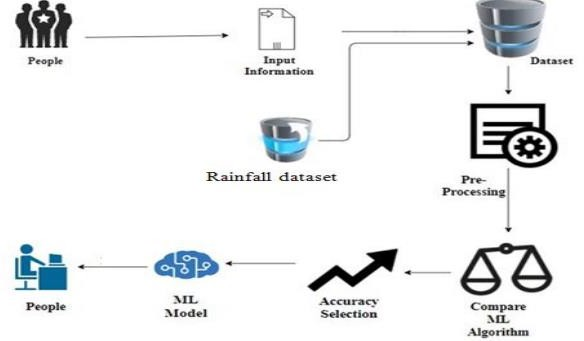 People
Input
Information
Dataset
Rainfall dataset
Pre-
Processing
People
ML
Model
Accuracy
Selection
Compare
ML
Algorithm